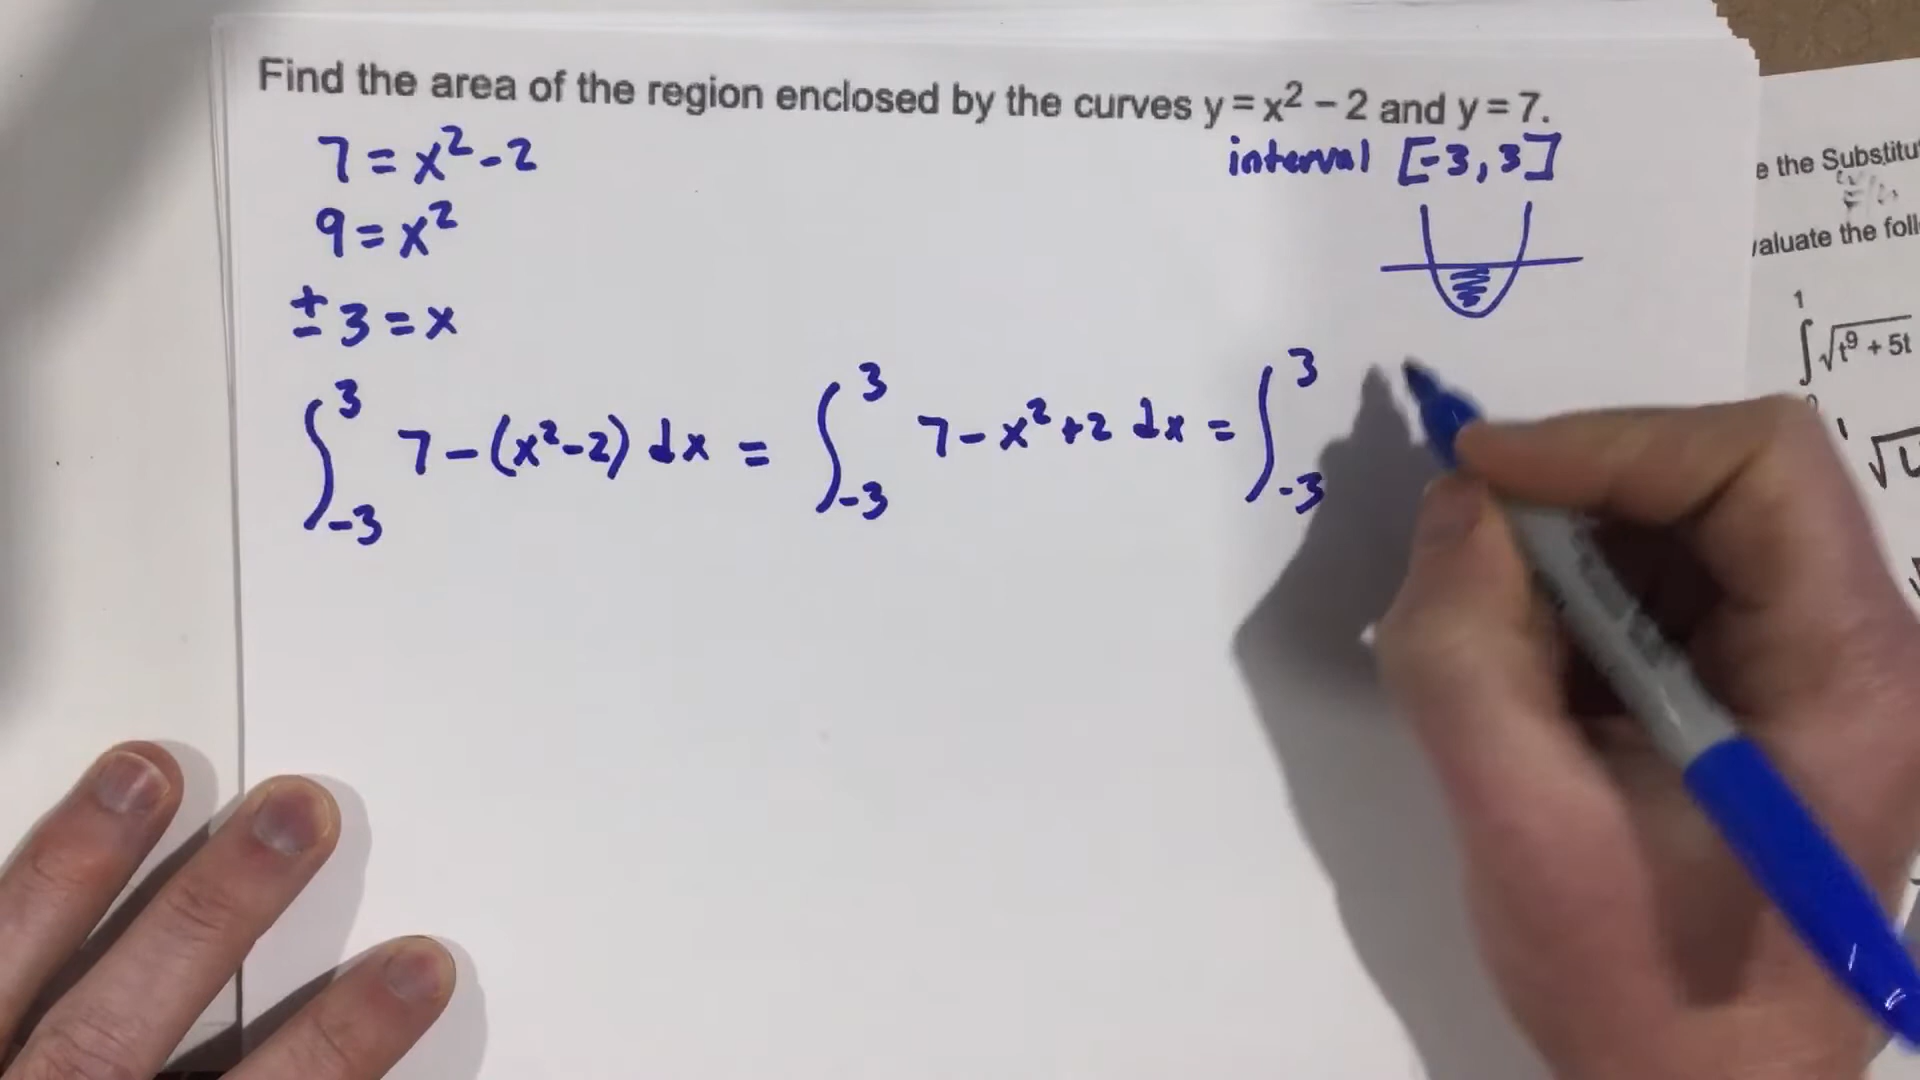 Find the area of the region enclosed by the curves y = x² − 2 and y = 7.
7 = x² - 2
interval [-3, 3]
9 = x²
± 3 = x
∫₋₃³ 7 - (x² - 2) dx = ∫₋₃³ 7 - x² + 2 dx = ∫₋₃³
e the Substitu
aluate the foll
1
∫ √t⁹ + 5t